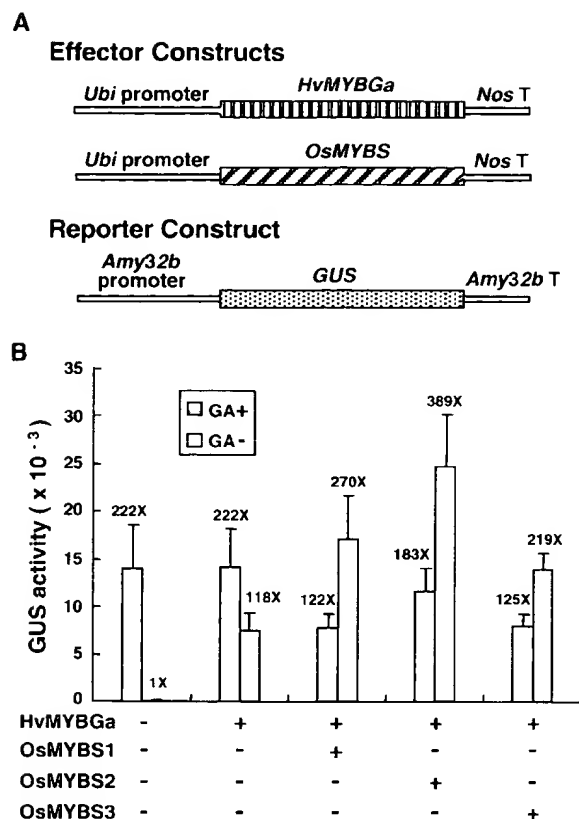 A
Effector Constructs
Ubi promoter HvMYBGa Nos T
Ubi promoter OsMYBS Nos T
Reporter Construct
Amy32b promoter GUS Amy32b T
B
GUS activity ( x 10 -3 )
35
30
25
20
15
10
5
0
GA+
GA-
222X
1X
222X
118X
122X
270X
183X
389X
125X
219X
HvMYBGa - + + + +
OsMYBS1 - - + - -
OsMYBS2 - - - + -
OsMYBS3 - - - - +